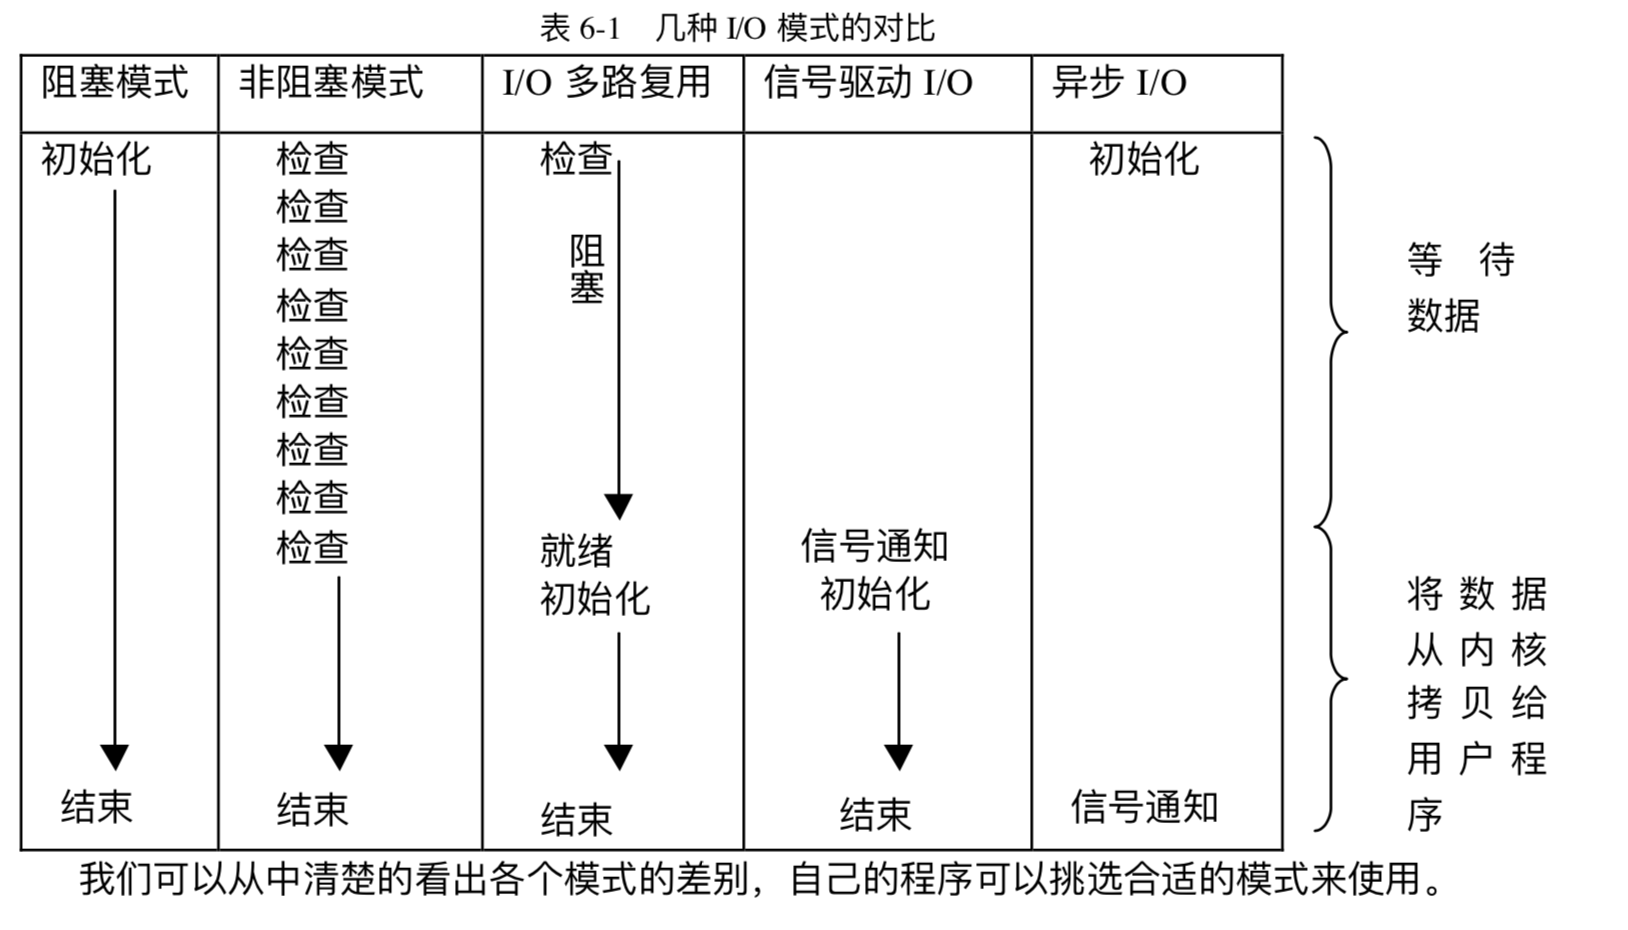 表 6-1 几种 I/O 模式的对比
阻塞模式 非阻塞模式 I/O 多路复用 信号驱动 I/O 异步 I/O
初始化
结束
检查
检查
检查
检查
检查
检查
检查
检查
检查
结束
检查
阻
塞
就绪
初始化
结束
信号通知
初始化
结束
初始化
信号通知
等 待
数据
将 数 据
从 内 核
拷 贝 给
用 户 程
序
我们可以从中清楚的看出各个模式的差别，自己的程序可以挑选合适的模式来使用。